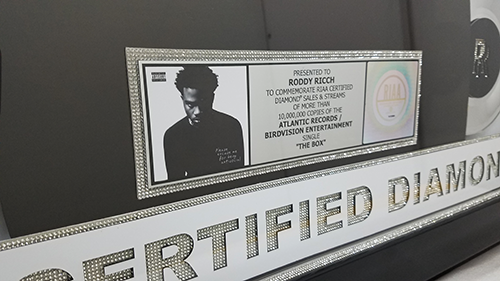 PRESENTED TO
RODDY RICCH
TO COMMEMORATE RIAA CERTIFIED
DIAMOND® SALES & STREAMS
OF MORE THAN
10,000,000 COPIES OF THE
ATLANTIC RECORDS /
BIRDVISION ENTERTAINMENT
SINGLE
"THE BOX"
RIAA
CERTIFIED DIAMON